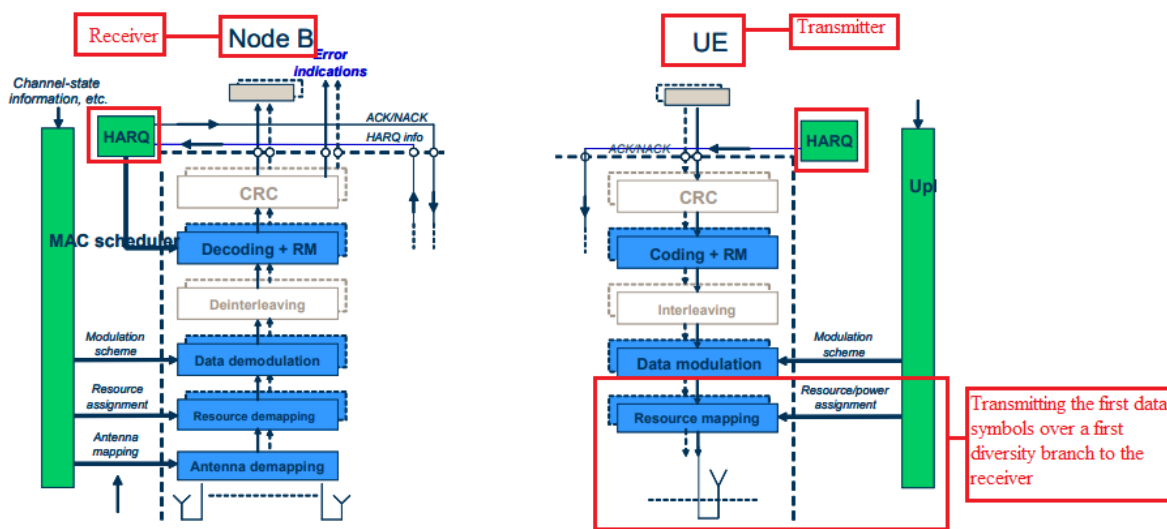 Receiver
Node B
UE
Transmitter
Error
indications
Channel-state
information, etc.
HARQ
ACK/NACK
HARQ info
ACK/NACK
HARQ
CRC
CRC
Upl
MAC scheduler
Decoding + RM
Coding + RM
Deinterleaving
Interleaving
Modulation
scheme
Data demodulation
Data modulation
Modulation
scheme
Resource
assignment
Resource demapping
Resource mapping
Resource/power
assignment
Transmitting the first data
symbols over a first
diversity branch to the
receiver
Antenna
mapping
Antenna demapping